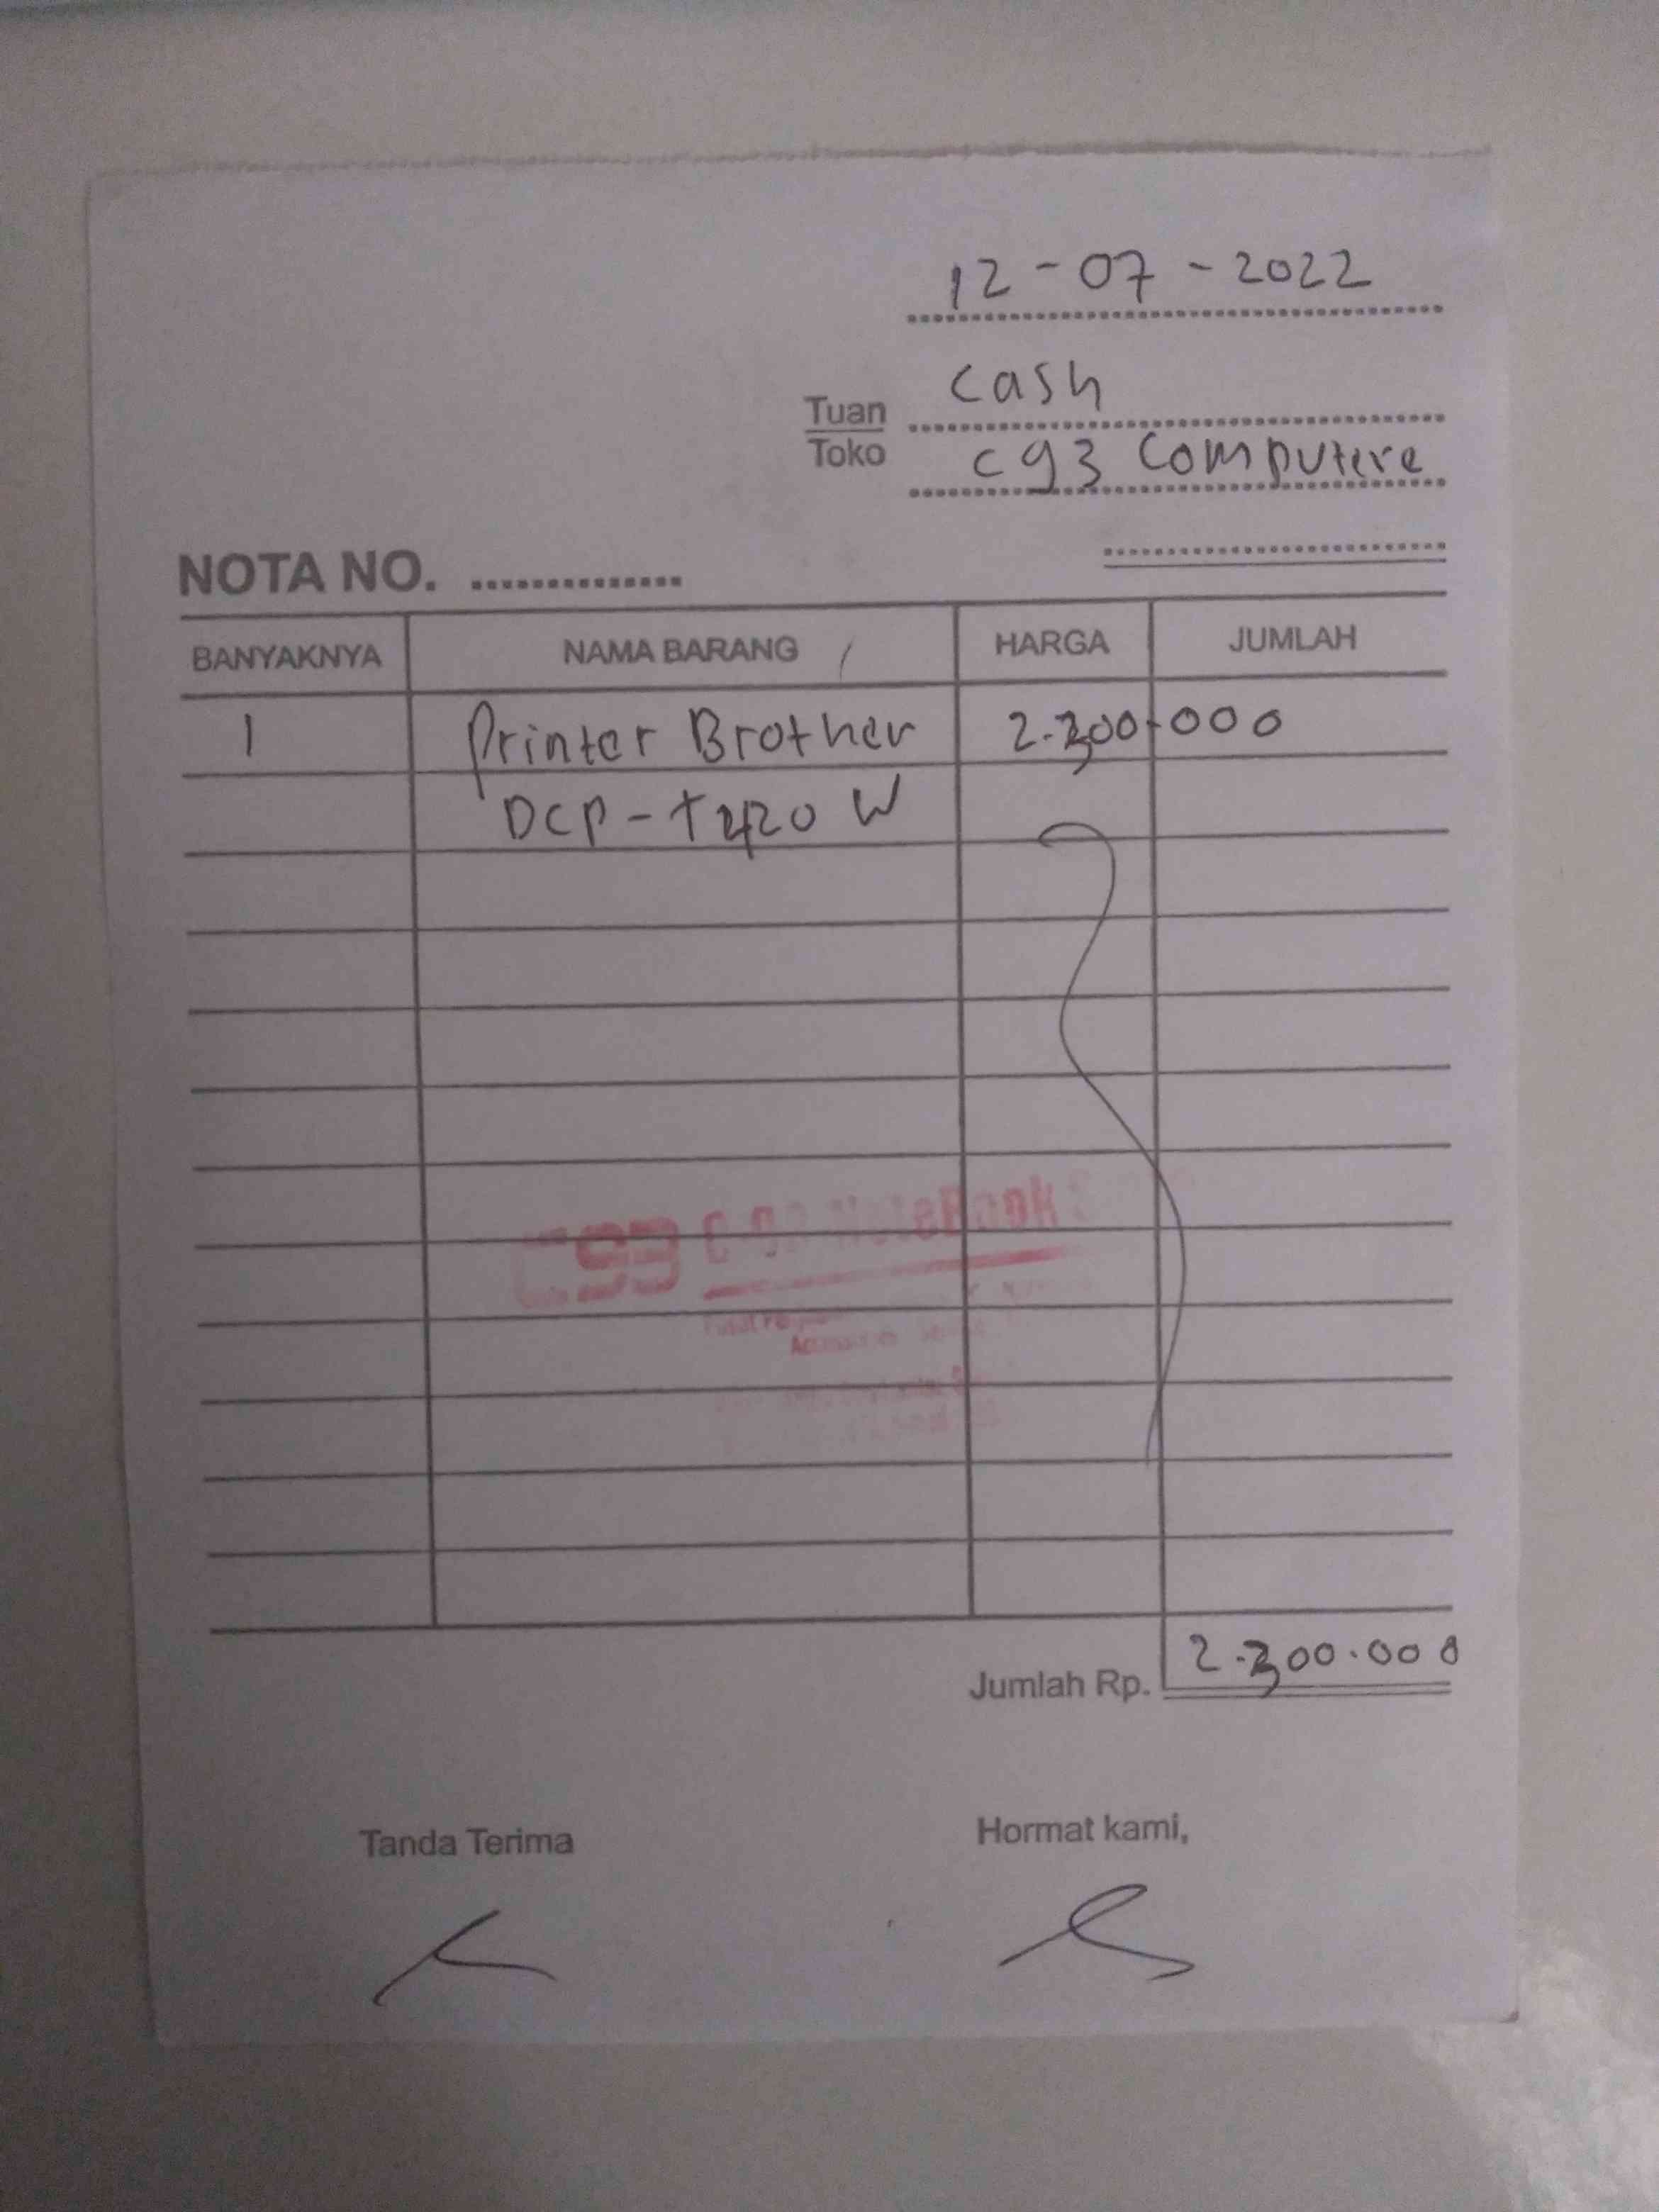 12 - 07 - 2022
Cash
Tuan
Toko
cg3 Computere
NOTA NO. ..............
BANYAKNYA NAMA BARANG HARGA JUMLAH
1 Printer Brother 2.300.000
DCP - T420 W
Jumlah Rp. 2.300.000
Tanda Terima Hormat kami,